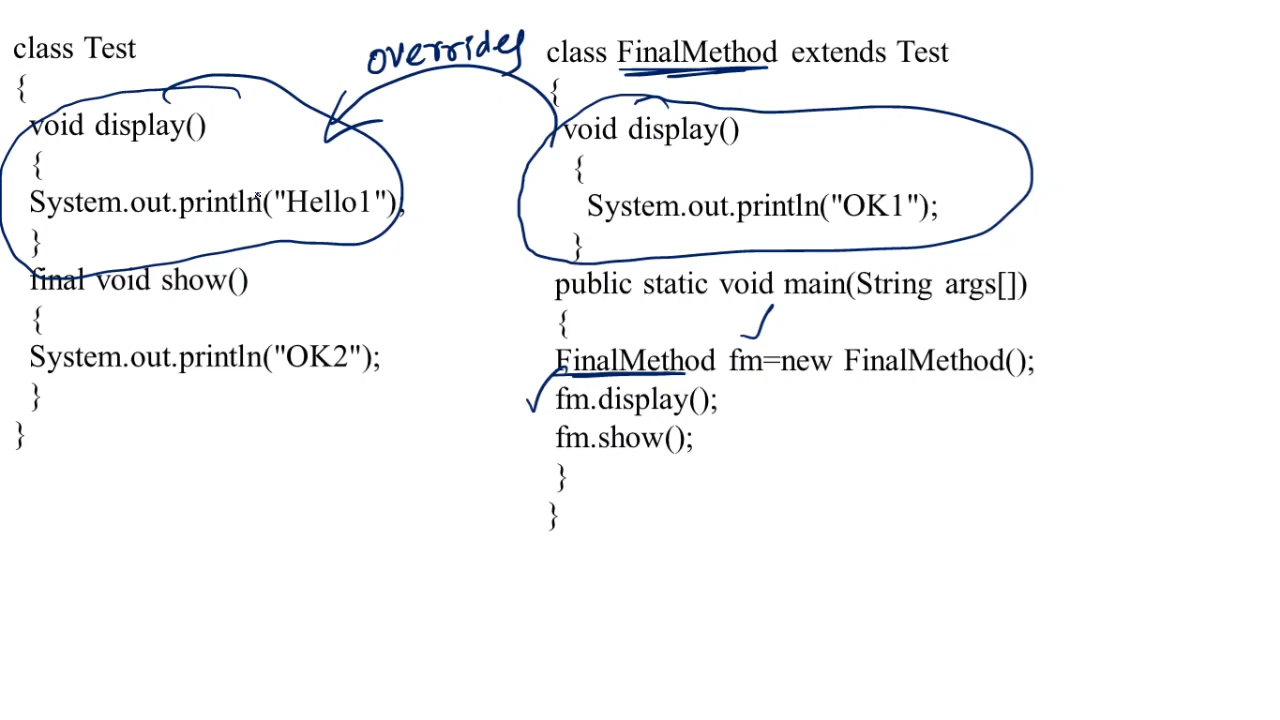 class Test
{
void display()
{
System.out.println("Hello1");
}
final void show()
{
System.out.println("OK2");
}
}
overrides
class FinalMethod extends Test
{
void display()
{
System.out.println("OK1");
}
public static void main(String args[])
{
FinalMethod fm=new FinalMethod();
fm.display();
fm.show();
}
}